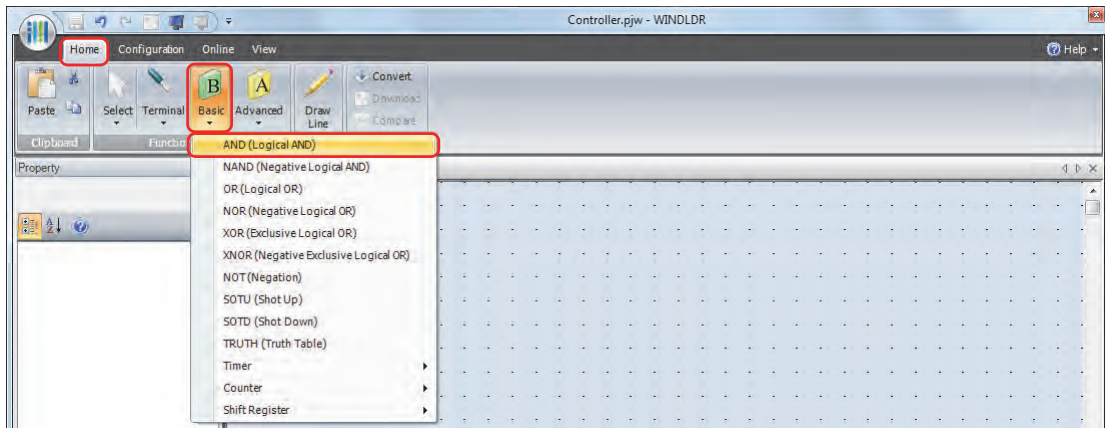 Controller.pjw - WINDLDR
Home Configuration Online View Help
Paste Select Terminal Basic Advanced Draw Line
Convert
Download
Compare
Clipboard
AND (Logical AND)
NAND (Negative Logical AND)
OR (Logical OR)
NOR (Negative Logical OR)
XOR (Exclusive Logical OR)
XNOR (Negative Exclusive Logical OR)
NOT (Negation)
SOTU (Shot Up)
SOTD (Shot Down)
TRUTH (Truth Table)
Timer
Counter
Shift Register
Property